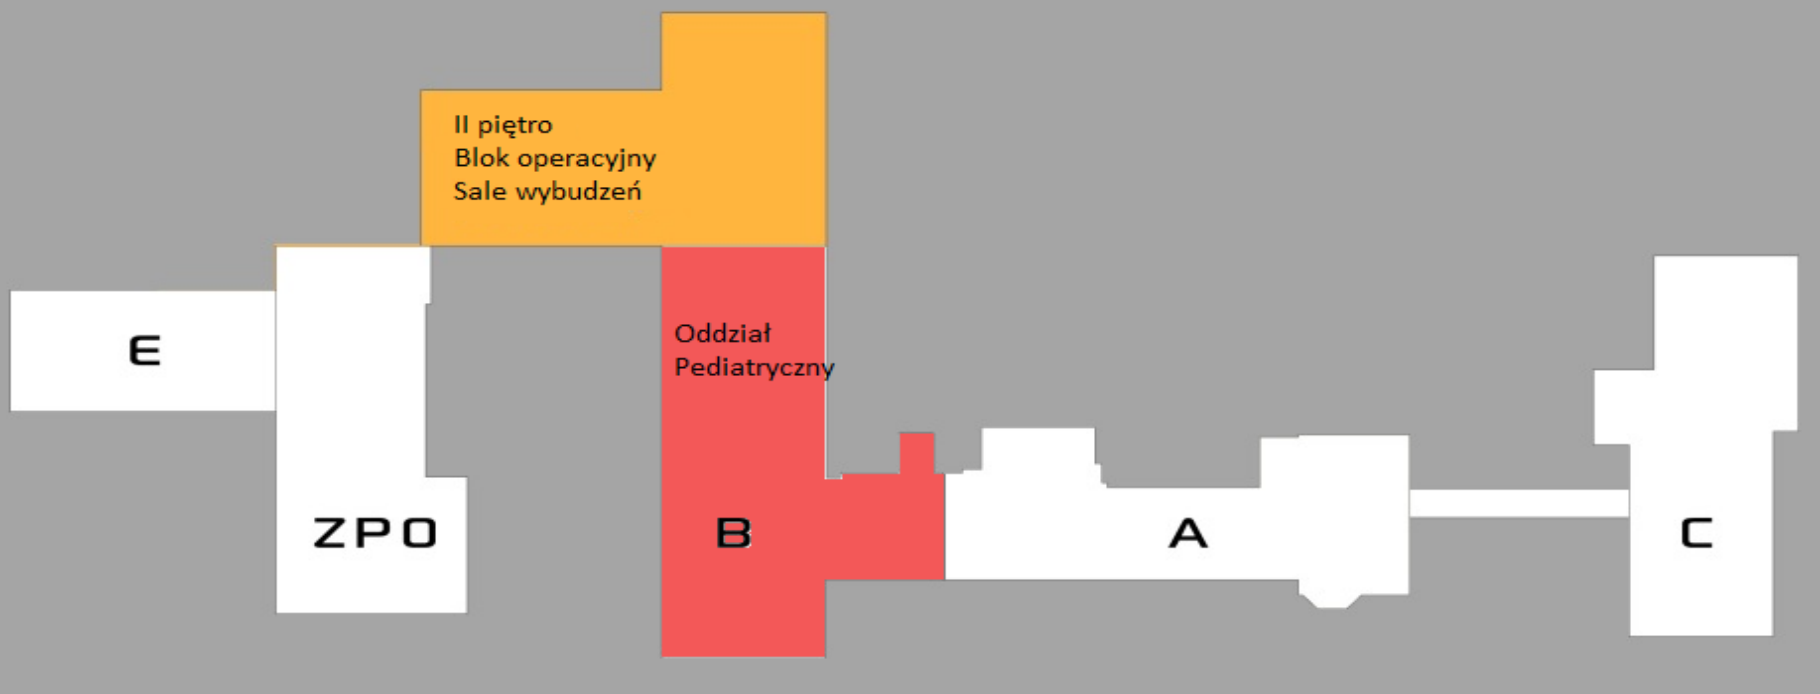 II piętro
Blok operacyjny
Sale wybudzeń
Oddział
Pediatryczny
E
ZPO
B
A
C